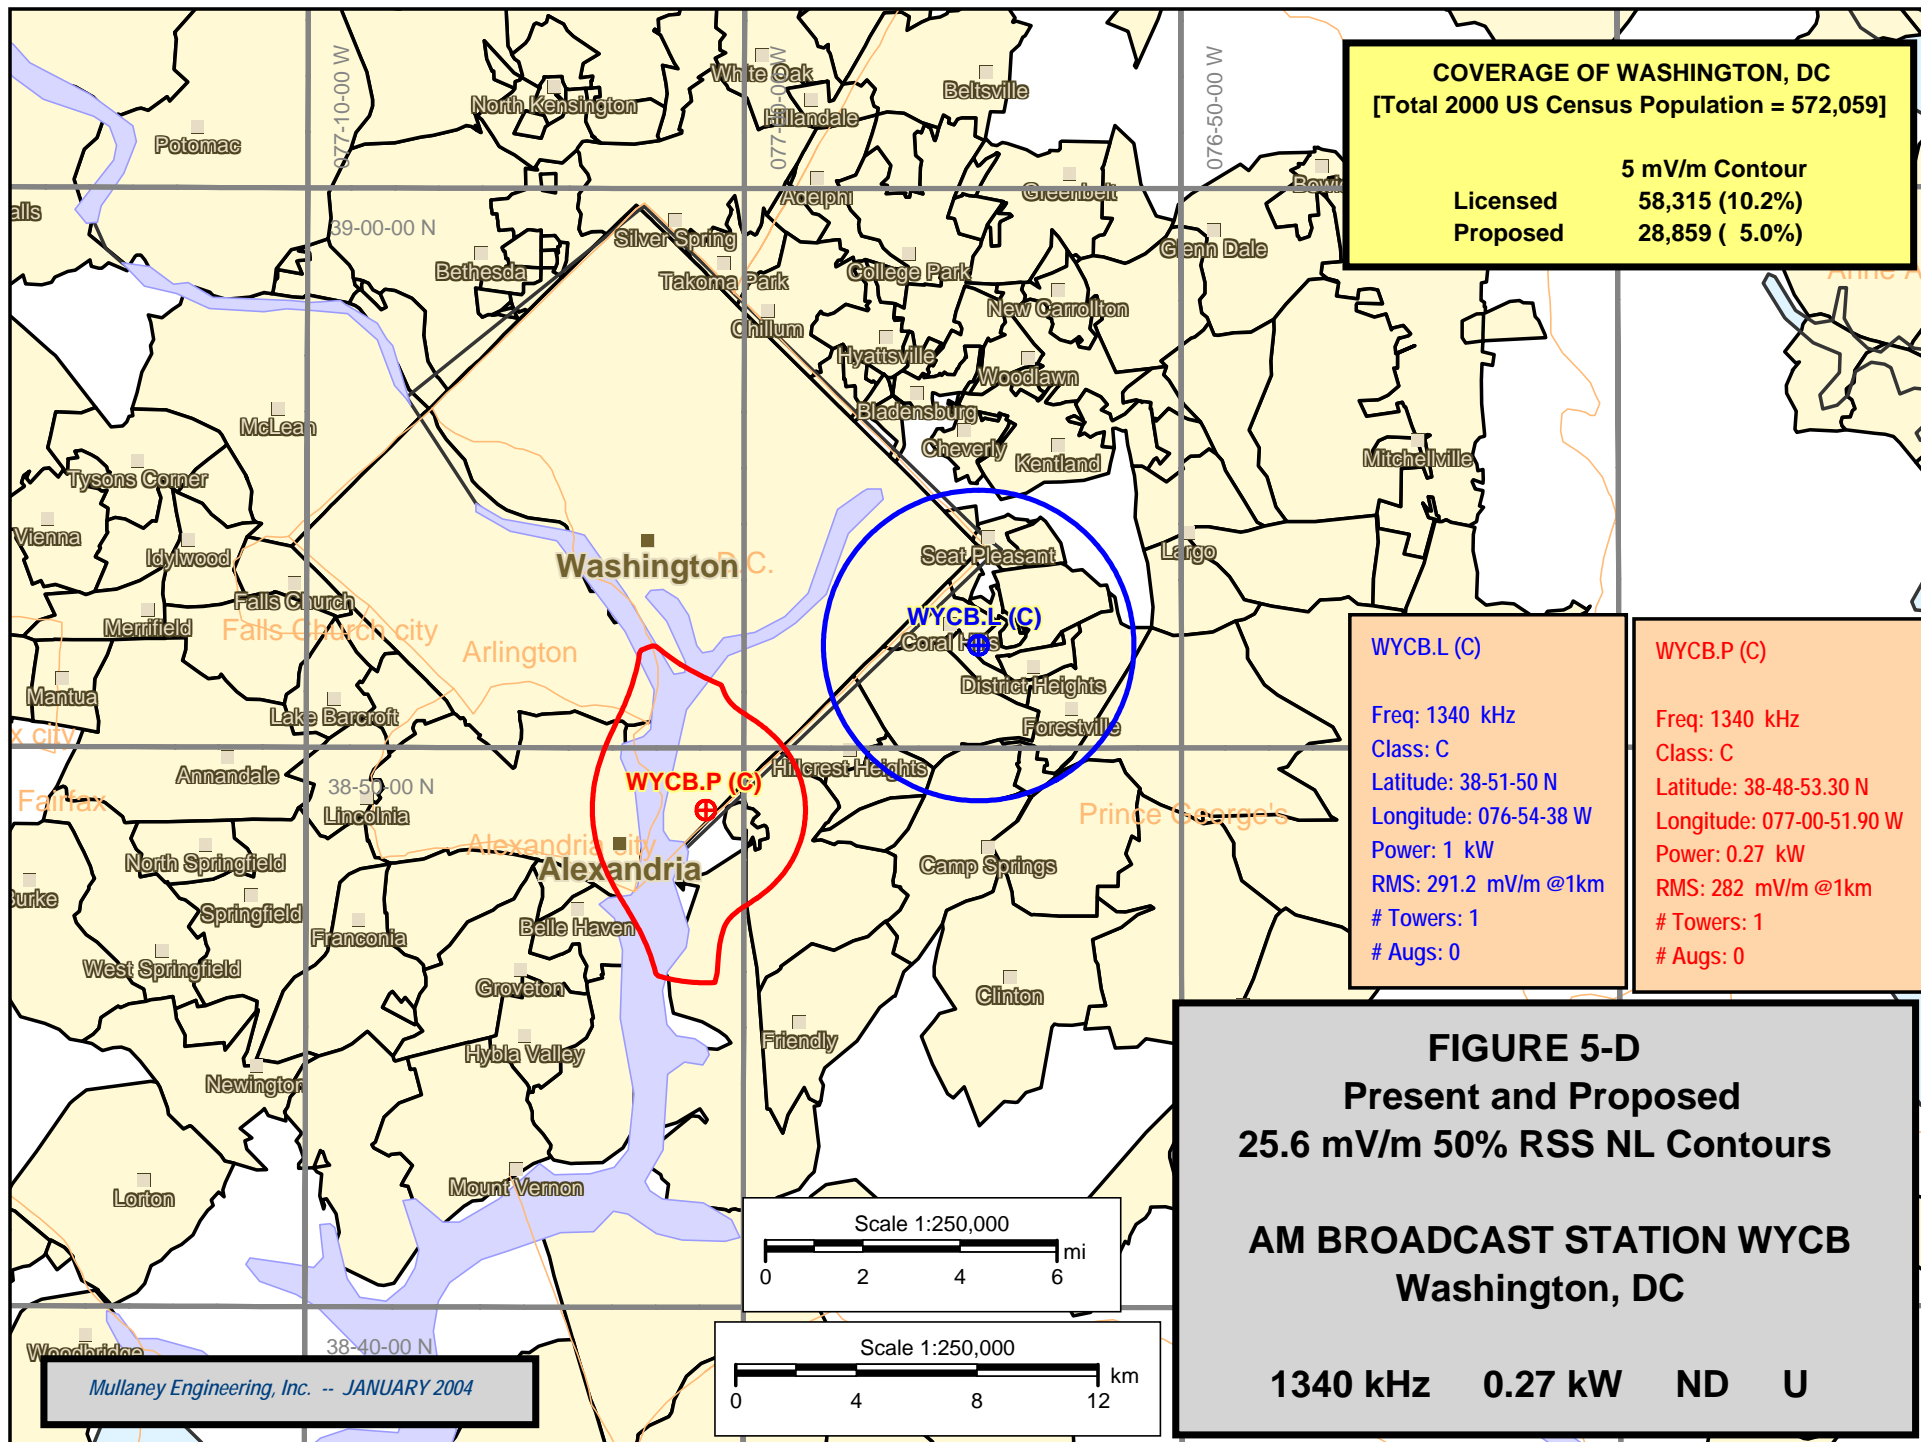 COVERAGE OF WASHINGTON, DC
[Total 2000 US Census Population = 572,059]
5 mV/m Contour
Licensed 58,315 (10.2%)
Proposed 28,859 ( 5.0%)
077-10-00 W
076-50-00 W
39-00-00 N
38-50-00 N
38-40-00 N
Potomac
North Kensington
White Oak
Hillandale
Beltsville
Adelphi
Greenbelt
Silver Spring
Bethesda
Takoma Park
College Park
Glenn Dale
Chillum
New Carrollton
Hyattsville
Woodlawn
McLean
Bladensburg
Cheverly
Kentland
Mitchellville
Tysons Corner
Vienna
Idylwood
Washington
D.C.
Seat Pleasant
Largo
Falls Church
Merrifield
Falls Church city
Arlington
WYCB.L (C)
Coral Hills
Mantua
Lake Barcroft
District Heights
Forestville
x city
Annandale
Hillcrest Heights
WYCB.P (C)
Fairfax
Lincolnia
Prince George's
North Springfield
Alexandria city
Alexandria
Camp Springs
Springfield
Franconia
Belle Haven
West Springfield
Groveton
Clinton
Hybla Valley
Friendly
Newington
Lorton
Mount Vernon
Woodbridge
WYCB.L (C)
Freq: 1340 kHz
Class: C
Latitude: 38-51-50 N
Longitude: 076-54-38 W
Power: 1 kW
RMS: 291.2 mV/m @1km
# Towers: 1
# Augs: 0
WYCB.P (C)
Freq: 1340 kHz
Class: C
Latitude: 38-48-53.30 N
Longitude: 077-00-51.90 W
Power: 0.27 kW
RMS: 282 mV/m @1km
# Towers: 1
# Augs: 0
FIGURE 5-D
Present and Proposed
25.6 mV/m 50% RSS NL Contours
AM BROADCAST STATION WYCB
Washington, DC
1340 kHz 0.27 kW ND U
Scale 1:250,000
0 2 4 6 mi
Scale 1:250,000
0 4 8 12 km
Mullaney Engineering, Inc. -- JANUARY 2004